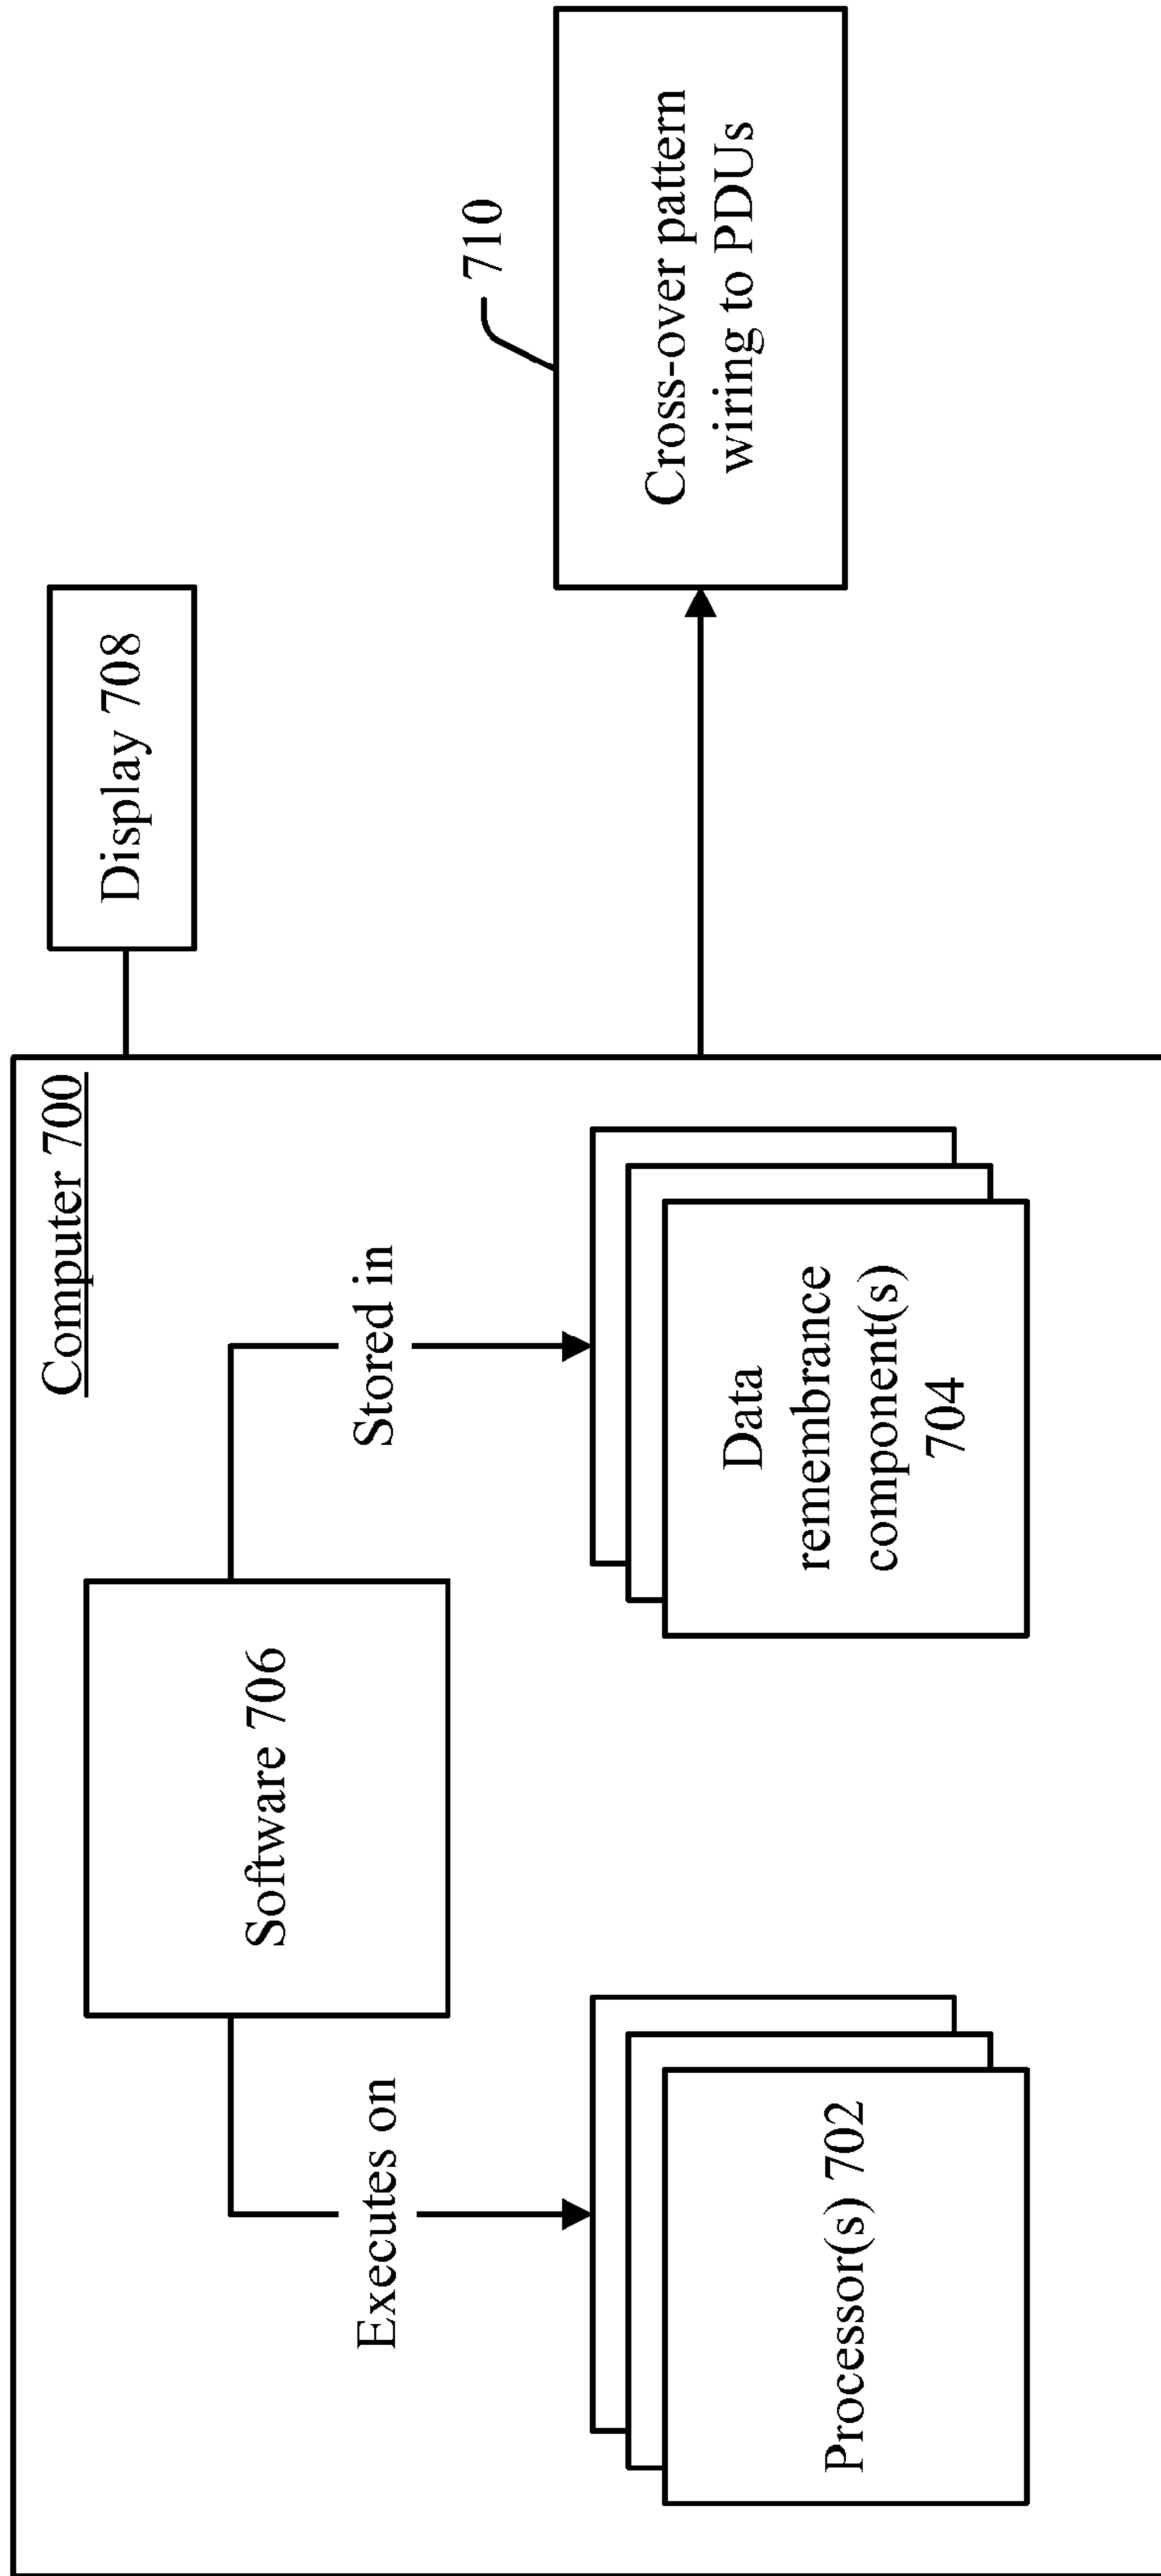 Computer 700
Display 708
Software 706
Executes on
Stored in
Processor(s) 702
Data
remembrance
component(s)
704
710
Cross-over pattern
wiring to PDUs